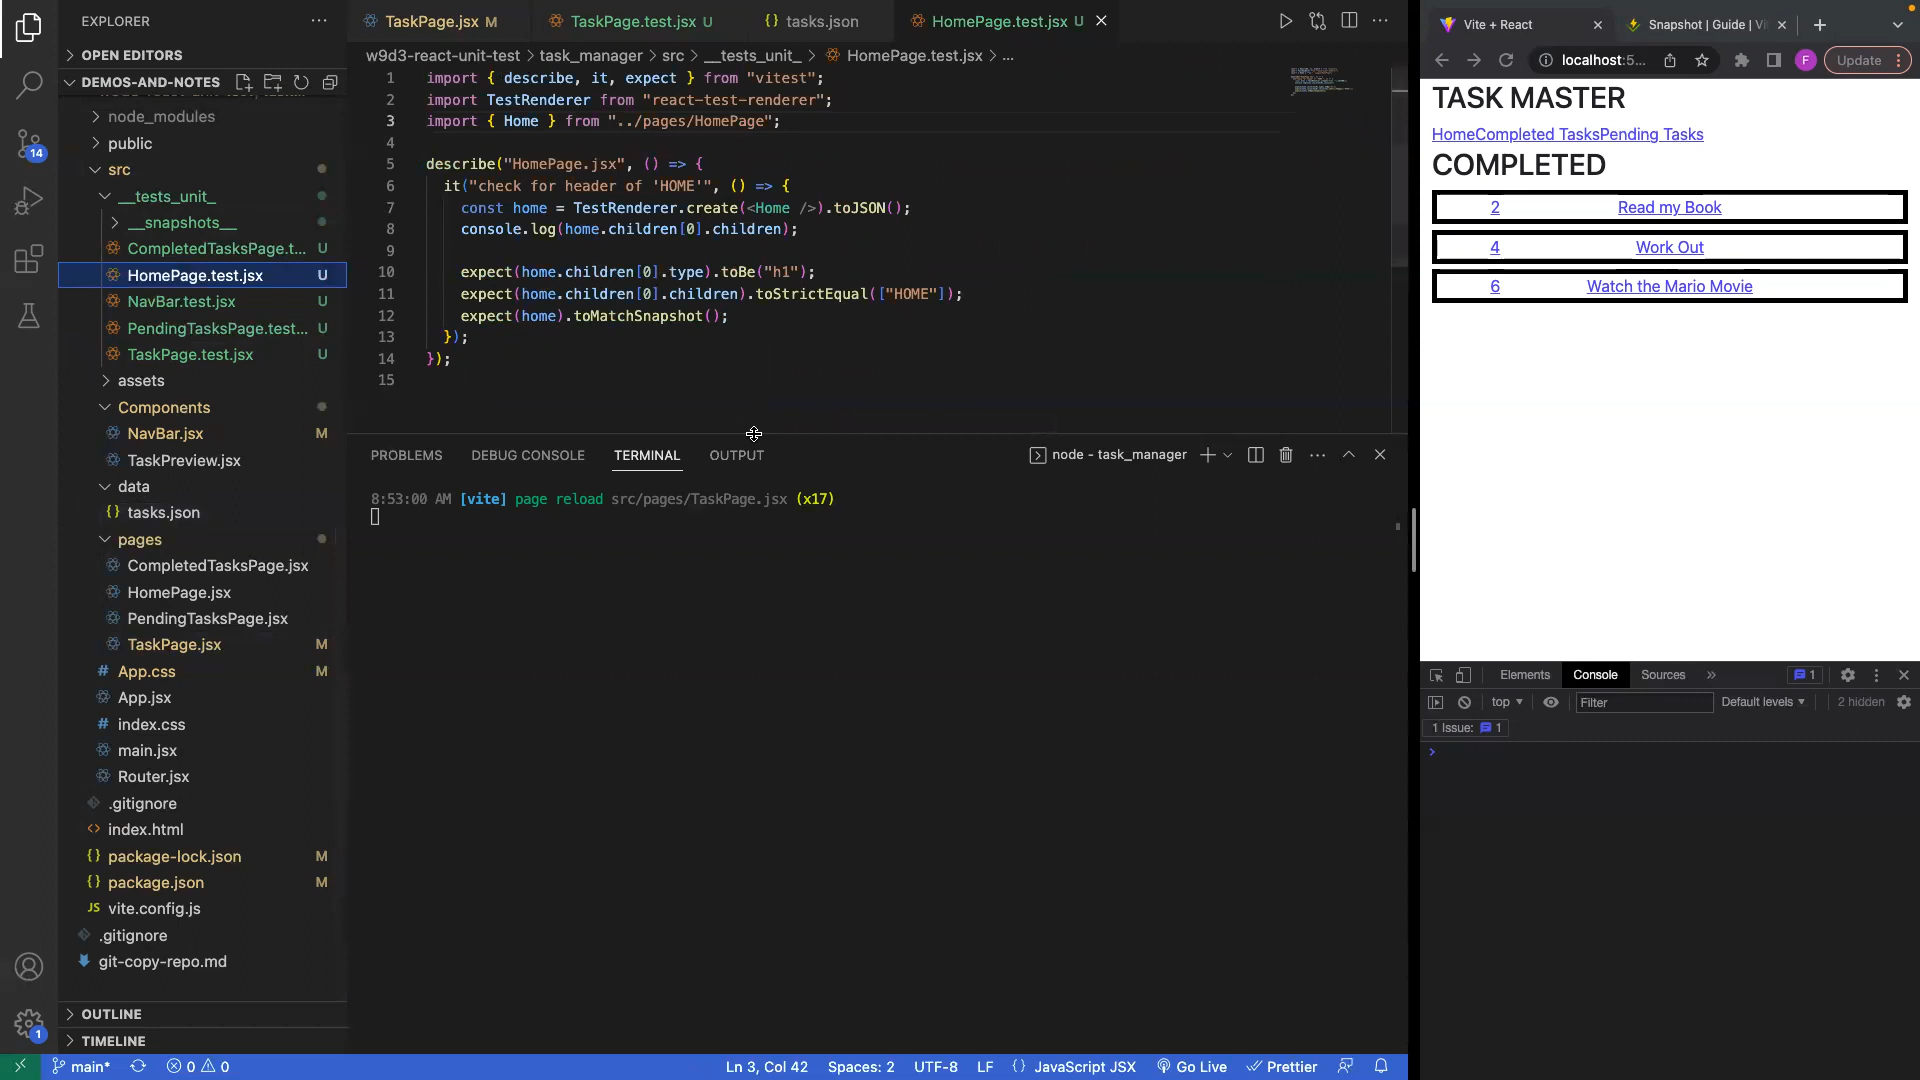 EXPLORER
OPEN EDITORS
DEMOS-AND-NOTES
node_modules
public
src
__tests_unit_
__snapshots__
CompletedTasksPage.t... U
HomePage.test.jsx U
NavBar.test.jsx U
PendingTasksPage.test... U
TaskPage.test.jsx U
assets
Components
NavBar.jsx M
TaskPreview.jsx
data
tasks.json
pages
CompletedTasksPage.jsx
HomePage.jsx
PendingTasksPage.jsx
TaskPage.jsx M
App.css M
App.jsx
index.css
main.jsx
Router.jsx
.gitignore
index.html
package-lock.json M
package.json M
vite.config.js
.gitignore
git-copy-repo.md
OUTLINE
TIMELINE
14
1
TaskPage.jsx M TaskPage.test.jsx U tasks.json HomePage.test.jsx U
w9d3-react-unit-test > task_manager > src > __tests_unit_ > HomePage.test.jsx > ...
1 import { describe, it, expect } from "vitest";
2 import TestRenderer from "react-test-renderer";
3 import { Home } from "../pages/HomePage";
4
5 describe("HomePage.jsx", () => {
6 it("check for header of 'HOME'", () => {
7 const home = TestRenderer.create(<Home />).toJSON();
8 console.log(home.children[0].children);
9
10 expect(home.children[0].type).toBe("h1");
11 expect(home.children[0].children).toStrictEqual(["HOME"]);
12 expect(home).toMatchSnapshot();
13 });
14 });
15
PROBLEMS DEBUG CONSOLE TERMINAL OUTPUT node - task_manager
8:53:00 AM [vite] page reload src/pages/TaskPage.jsx (x17)
main* 0 0 Ln 3, Col 42 Spaces: 2 UTF-8 LF JavaScript JSX Go Live Prettier
Vite + React Snapshot | Guide | Vi
localhost:5... F Update
TASK MASTER
HomeCompleted TasksPending Tasks
COMPLETED
2 Read my Book
4 Work Out
6 Watch the Mario Movie
Elements Console Sources 1
top Filter Default levels 2 hidden
1 Issue: 1